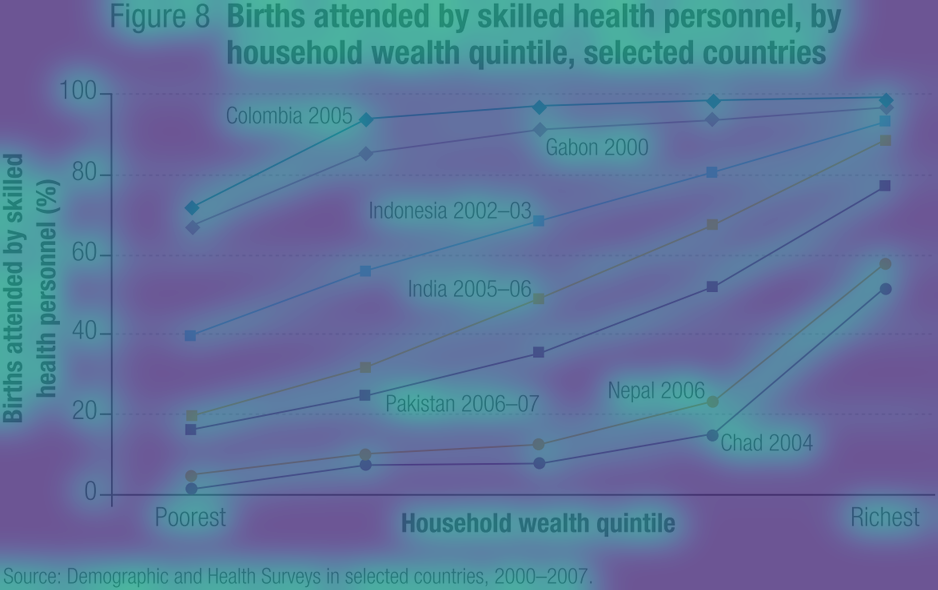 Figure 8 Births attended by skilled health personnel, by
household wealth quintile, selected countries
Births attended by skilled
health personnel (%)
100
80
60
40
20
0
Colombia 2005
Gabon 2000
Indonesia 2002–03
India 2005–06
Pakistan 2006–07
Nepal 2006
Chad 2004
Poorest
Household wealth quintile
Richest
Source: Demographic and Health Surveys in selected countries, 2000–2007.